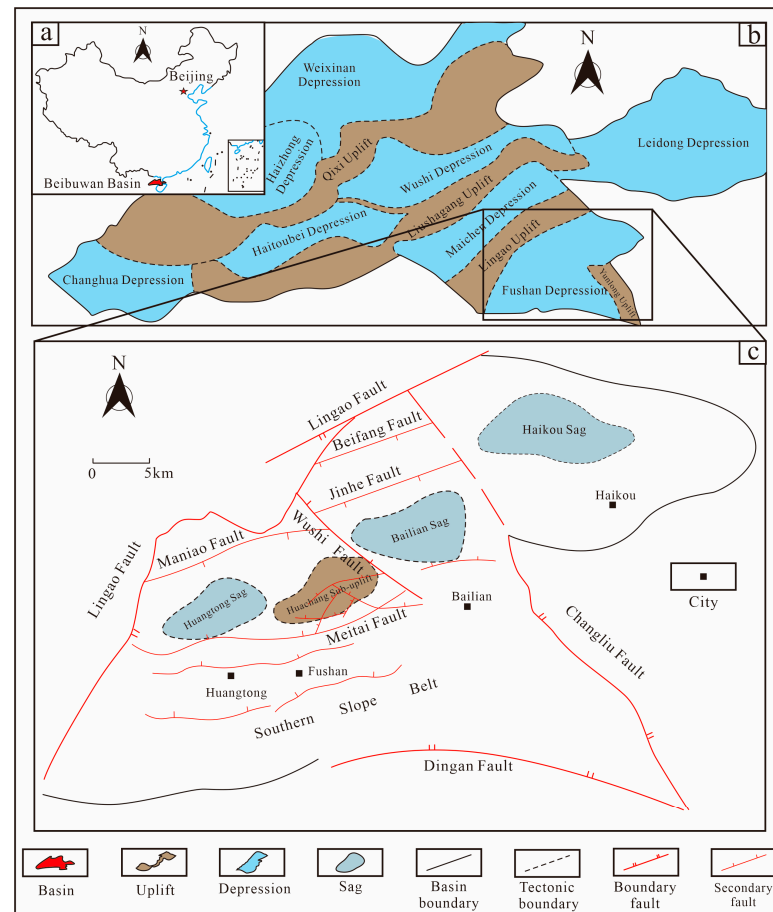 a
N
Beijing
Beibuwan Basin
b
N
Weixinan
Depression
Haizhong
Depression
Qixi Uplift
Wushi Depression
Leidong Depression
Liushagang Uplift
Haitoubei Depression
Maichen Depression
Lingao Uplift
Changhua Depression
Fushan Depression
Yunlong Uplift
c
N
0 5km
Lingao Fault
Beifang Fault
Jinhe Fault
Haikou Sag
Haikou
Wushi Fault
Bailian Sag
Maniao Fault
Lingao Fault
Huangtong Sag
Huachang Sub-uplift
Bailian
City
Meitai Fault
Changliu Fault
Huangtong
Fushan
Southern Slope Belt
Dingan Fault
Basin
Uplift
Depression
Sag
Basin
boundary
Tectonic
boundary
Boundary
fault
Secondary
fault